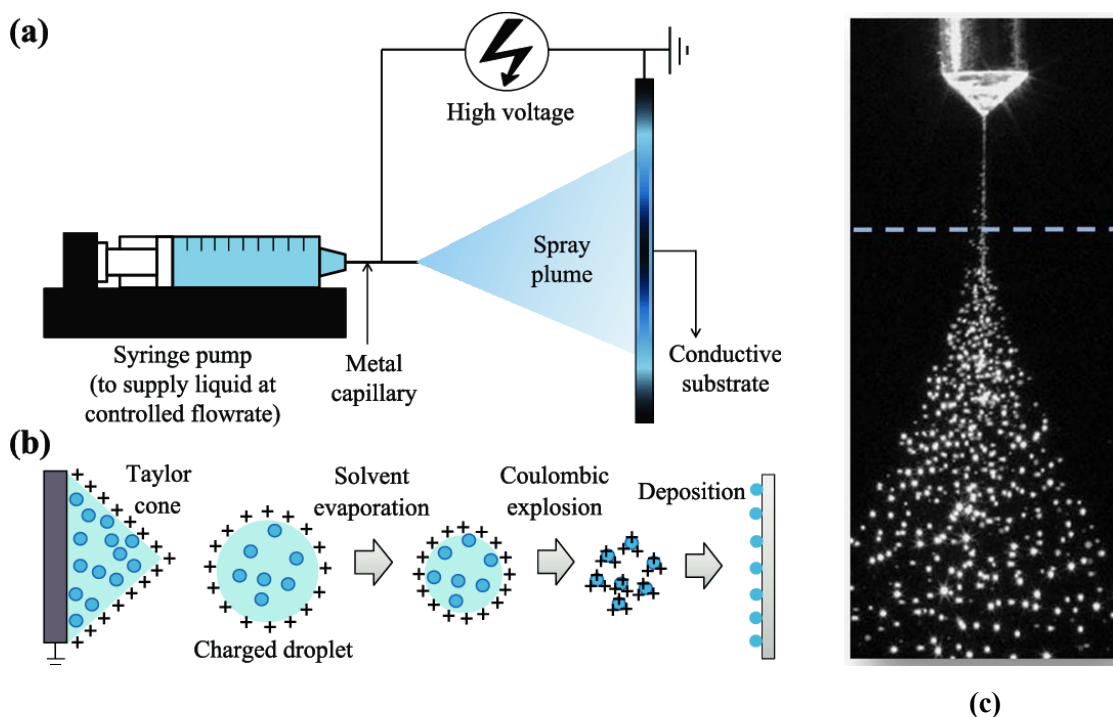 (a)
High voltage
Spray
plume
Syringe pump
(to supply liquid at
controlled flowrate)
Metal
capillary
Conductive
substrate
(b)
Taylor
cone
Solvent
evaporation
Coulombic
explosion
Deposition
Charged droplet
(c)